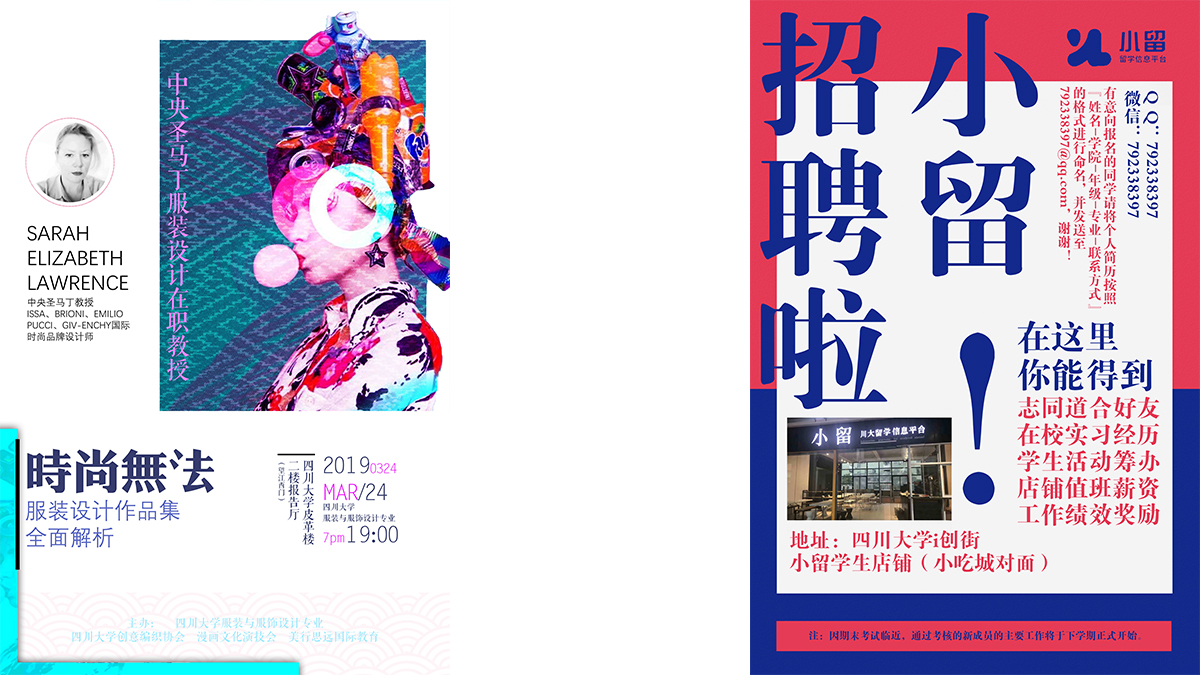 中央圣马丁服装设计在职教授
SARAH
ELIZABETH
LAWRENCE
中央圣马丁教授
ISSA、BRIONI、EMILIO
PUCCI、GIV-ENCHY国际
时尚品牌设计师
時尚無法
服装设计作品集
全面解析
四川大学皮革楼
二楼报告厅
(望江西门)
20190324
MAR/24
四川大学
服装与服饰设计专业
7pm19:00
主办: 四川大学服装与服饰设计专业
四川大学创意编织协会 漫画文化演技会 美行思远国际教育
小留
招聘啦
!
小留
留学信息平台
QQ: 792338397
微信: 792338397
有意向报名的同学请将个人简历按照
『姓名-学院-年级-专业-联系方式』
的格式进行命名,并发送至
792338397@qq.com,谢谢!
在这里
你能得到
志同道合好友
在校实习经历
学生活动筹办
店铺值班薪资
工作绩效奖励
小留 川大留学信息平台
地址:四川大学i创街
小留学生店铺(小吃城对面)
注:因期末考试临近,通过考核的新成员的主要工作将于下学期正式开始。